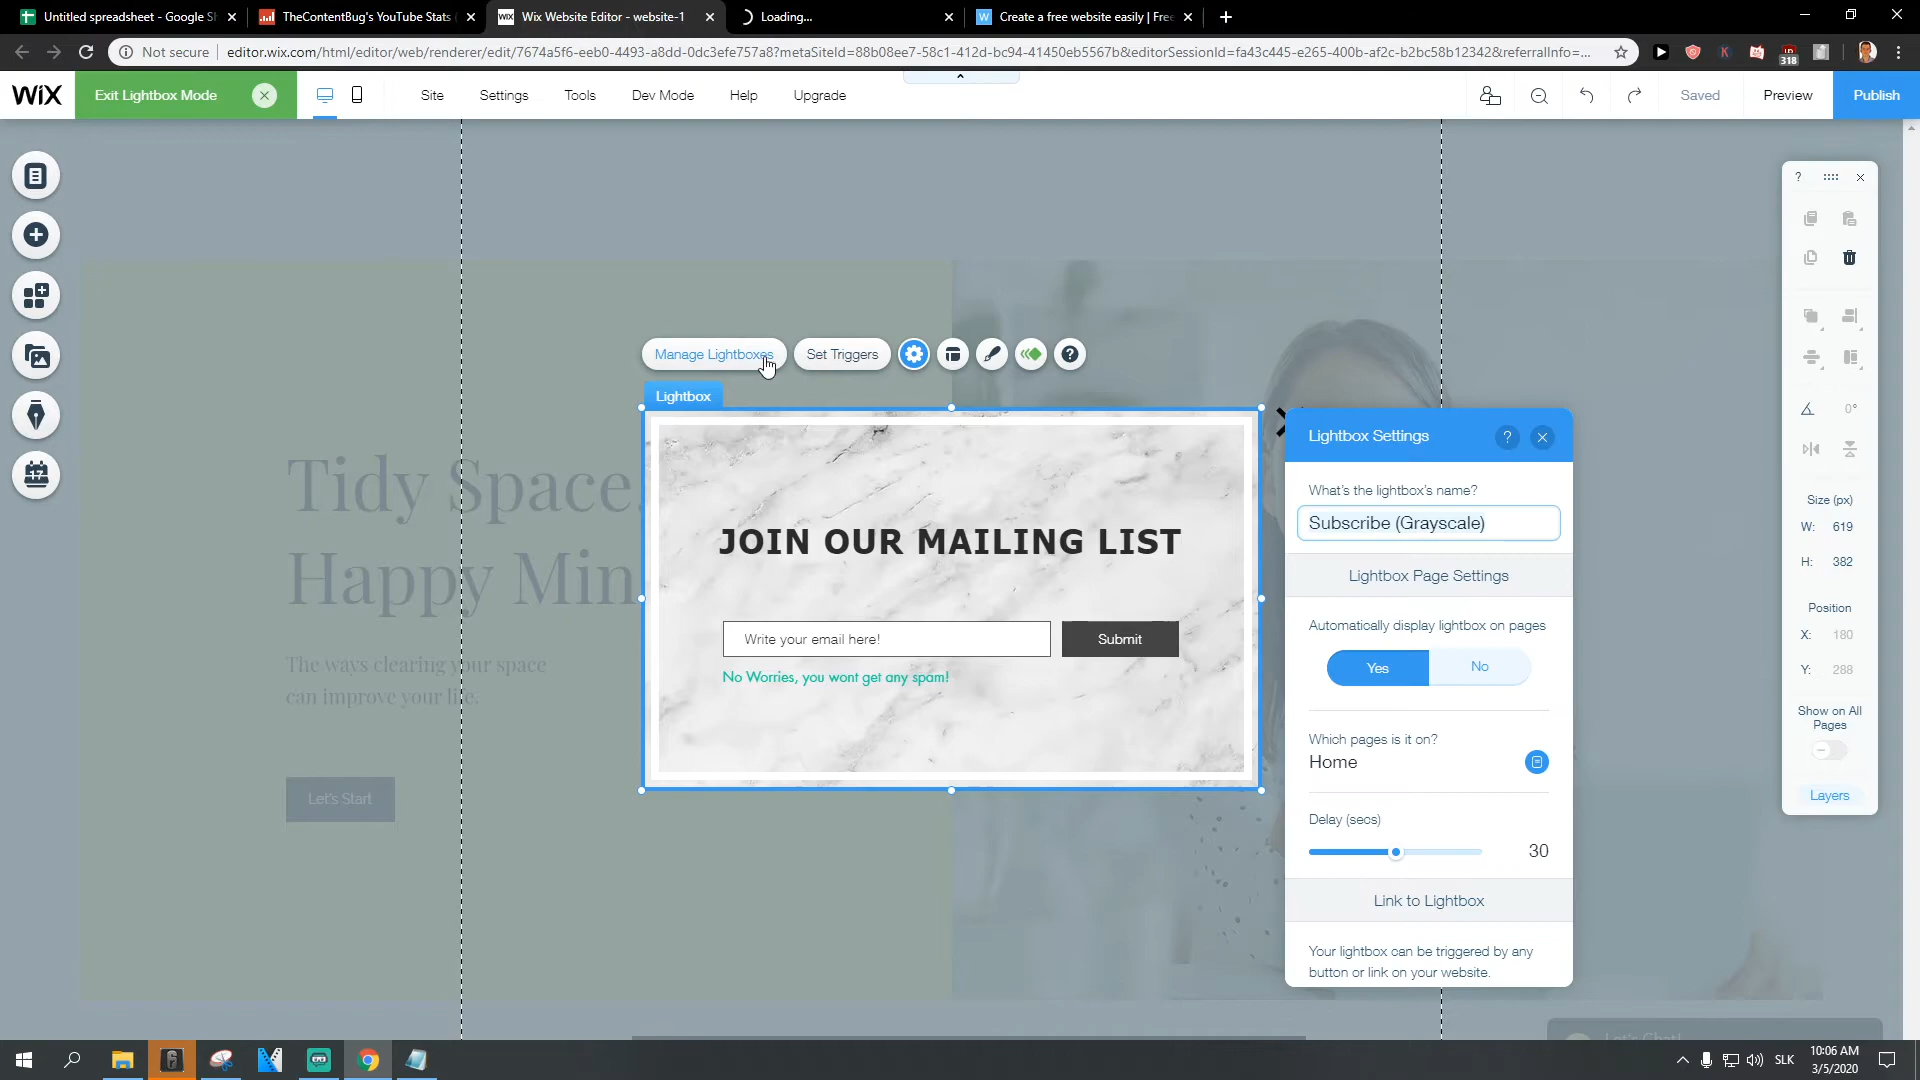 Untitled spreadsheet - Google Sh
TheContentBug's YouTube Stats (
Wix Website Editor - website-1
Loading...
Create a free website easily | Free
Not secure
editor.wix.com/html/editor/web/renderer/edit/7674a5f6-eeb0-4493-a8dd-0dc3efe757a8?metaSiteId=88b08ee7-58c1-412d-bc94-41450eb5567b&editorSessionId=fa43c445-e265-400b-af2c-b2bc58b12342&referralInfo=...
318
WiX
Exit Lightbox Mode
Site
Settings
Tools
Dev Mode
Help
Upgrade
Saved
Preview
Publish
17
Manage Lightboxes
Set Triggers
Lightbox
Tidy Space.
Happy Min
The ways clearing your space
can improve your life.
Let's Start
JOIN OUR MAILING LIST
Write your email here!
Submit
No Worries, you wont get any spam!
Lightbox Settings
What's the lightbox's name?
Subscribe (Grayscale)
Lightbox Page Settings
Automatically display lightbox on pages
Yes
No
Which pages is it on?
Home
Delay (secs)
30
Link to Lightbox
Your lightbox can be triggered by any
button or link on your website.
0°
Size (px)
W: 619
H: 382
Position
X: 180
Y: 288
Show on All
Pages
Layers
Let's Chat!
SLK
10:06 AM
3/5/2020